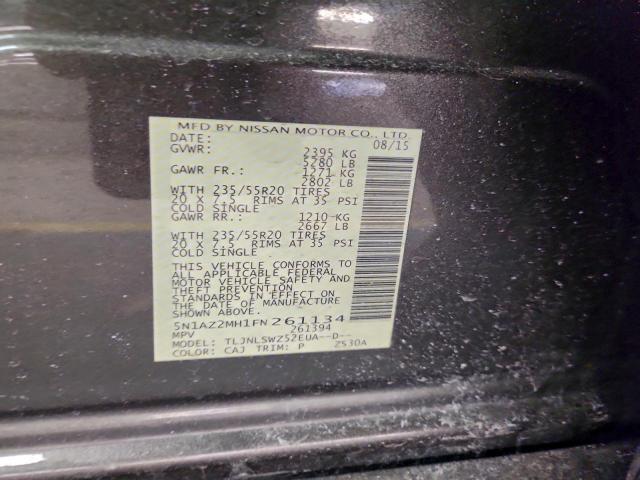 MFD BY NISSAN MOTOR CO., LTD
DATE: 08/15
GVWR: 2395 KG
5280 LB
GAWR FR.: 1271 KG
2802 LB
WITH 235/55R20 TIRES
20 X 7.5 RIMS AT 35 PSI
COLD SINGLE
GAWR RR.: 1210 KG
2667 LB
WITH 235/55R20 TIRES
20 X 7.5 RIMS AT 35 PSI
COLD SINGLE
THIS VEHICLE CONFORMS TO
ALL APPLICABLE FEDERAL
MOTOR VEHICLE SAFETY AND
THEFT PREVENTION
STANDARDS IN EFFECT ON
THE DATE OF MANUFACTURE
SHOWN ABOVE.
5N1AZ2MH1FN261134
MPV 261394
MODEL: TLJNLSWZ52EUA--D--
COLOR: CAJ TRIM: P Z530A